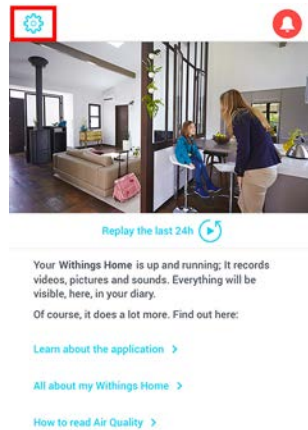 Replay the last 24h
Your Withings Home is up and running; It records
videos, pictures and sounds. Everything will be
visible, here, in your diary.
Of course, it does a lot more. Find out here:
Learn about the application >
All about my Withings Home >
How to read Air Quality >